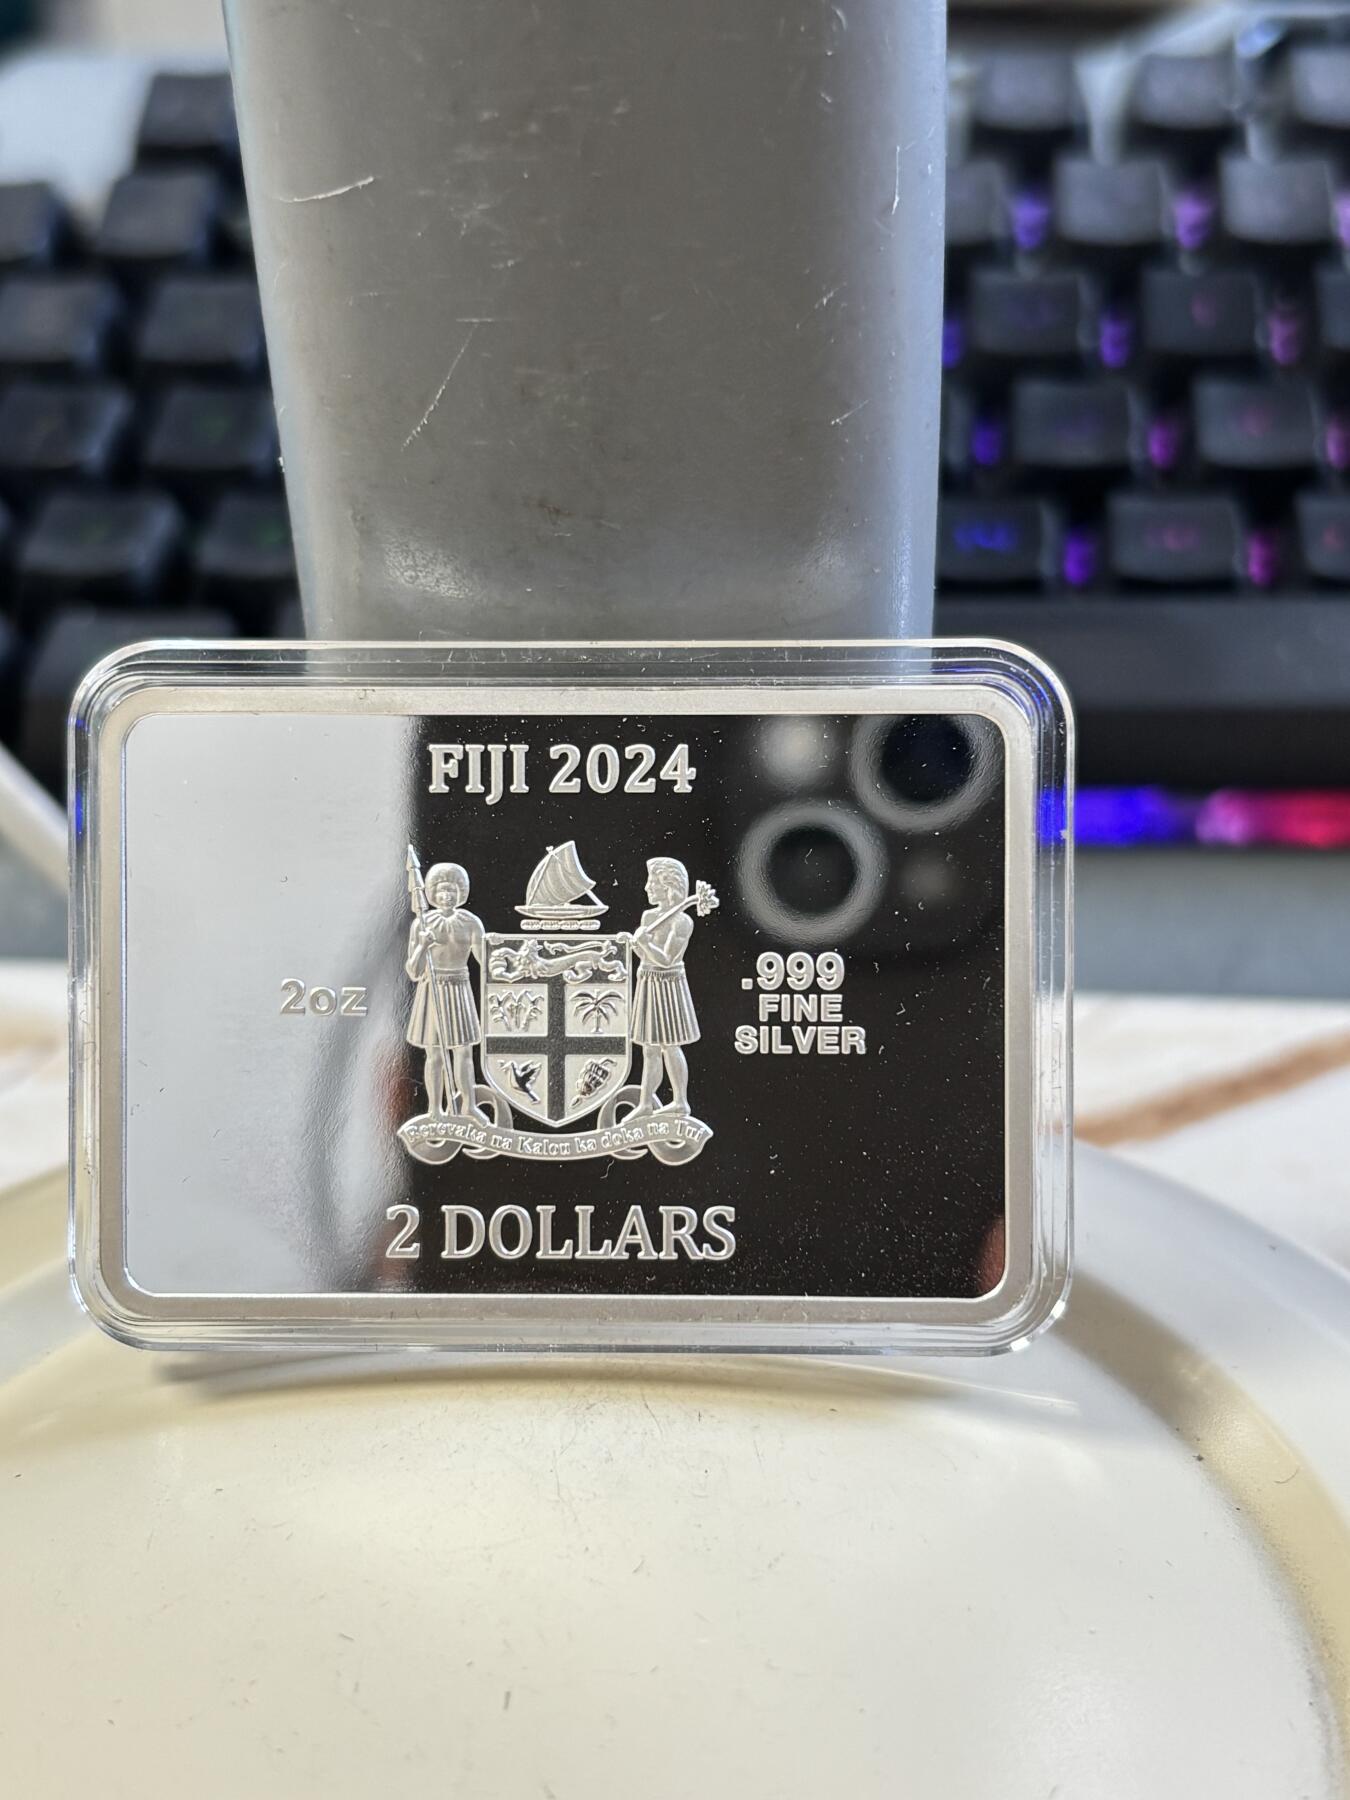 FIJI 2024
2oz
.999
FINE
SILVER
Rerevaka na Kalou ka doka na Tui
2 DOLLARS